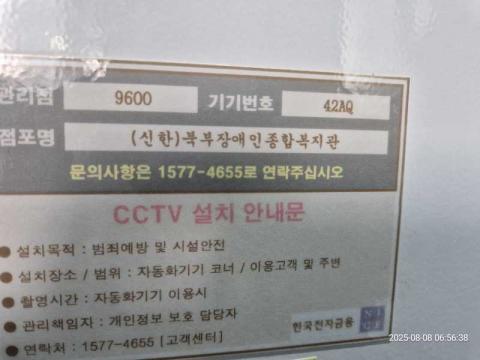 관리점 9600 기기번호 42AQ
점포명 (신한)북부장애인종합복지관
문의사항은 1577-4655로 연락주십시오
CCTV 설치 안내문
● 설치목적 : 범죄예방 및 시설안전
● 설치장소 / 범위 : 자동화기기 코너 / 이용고객 및 주변
● 촬영시간 : 자동화기기 이용시
● 관리책임자 : 개인정보 보호 담당자
● 연락처 : 1577-4655 [고객센터]
한국전자금융 NICE
2025-08-08 06:56:38